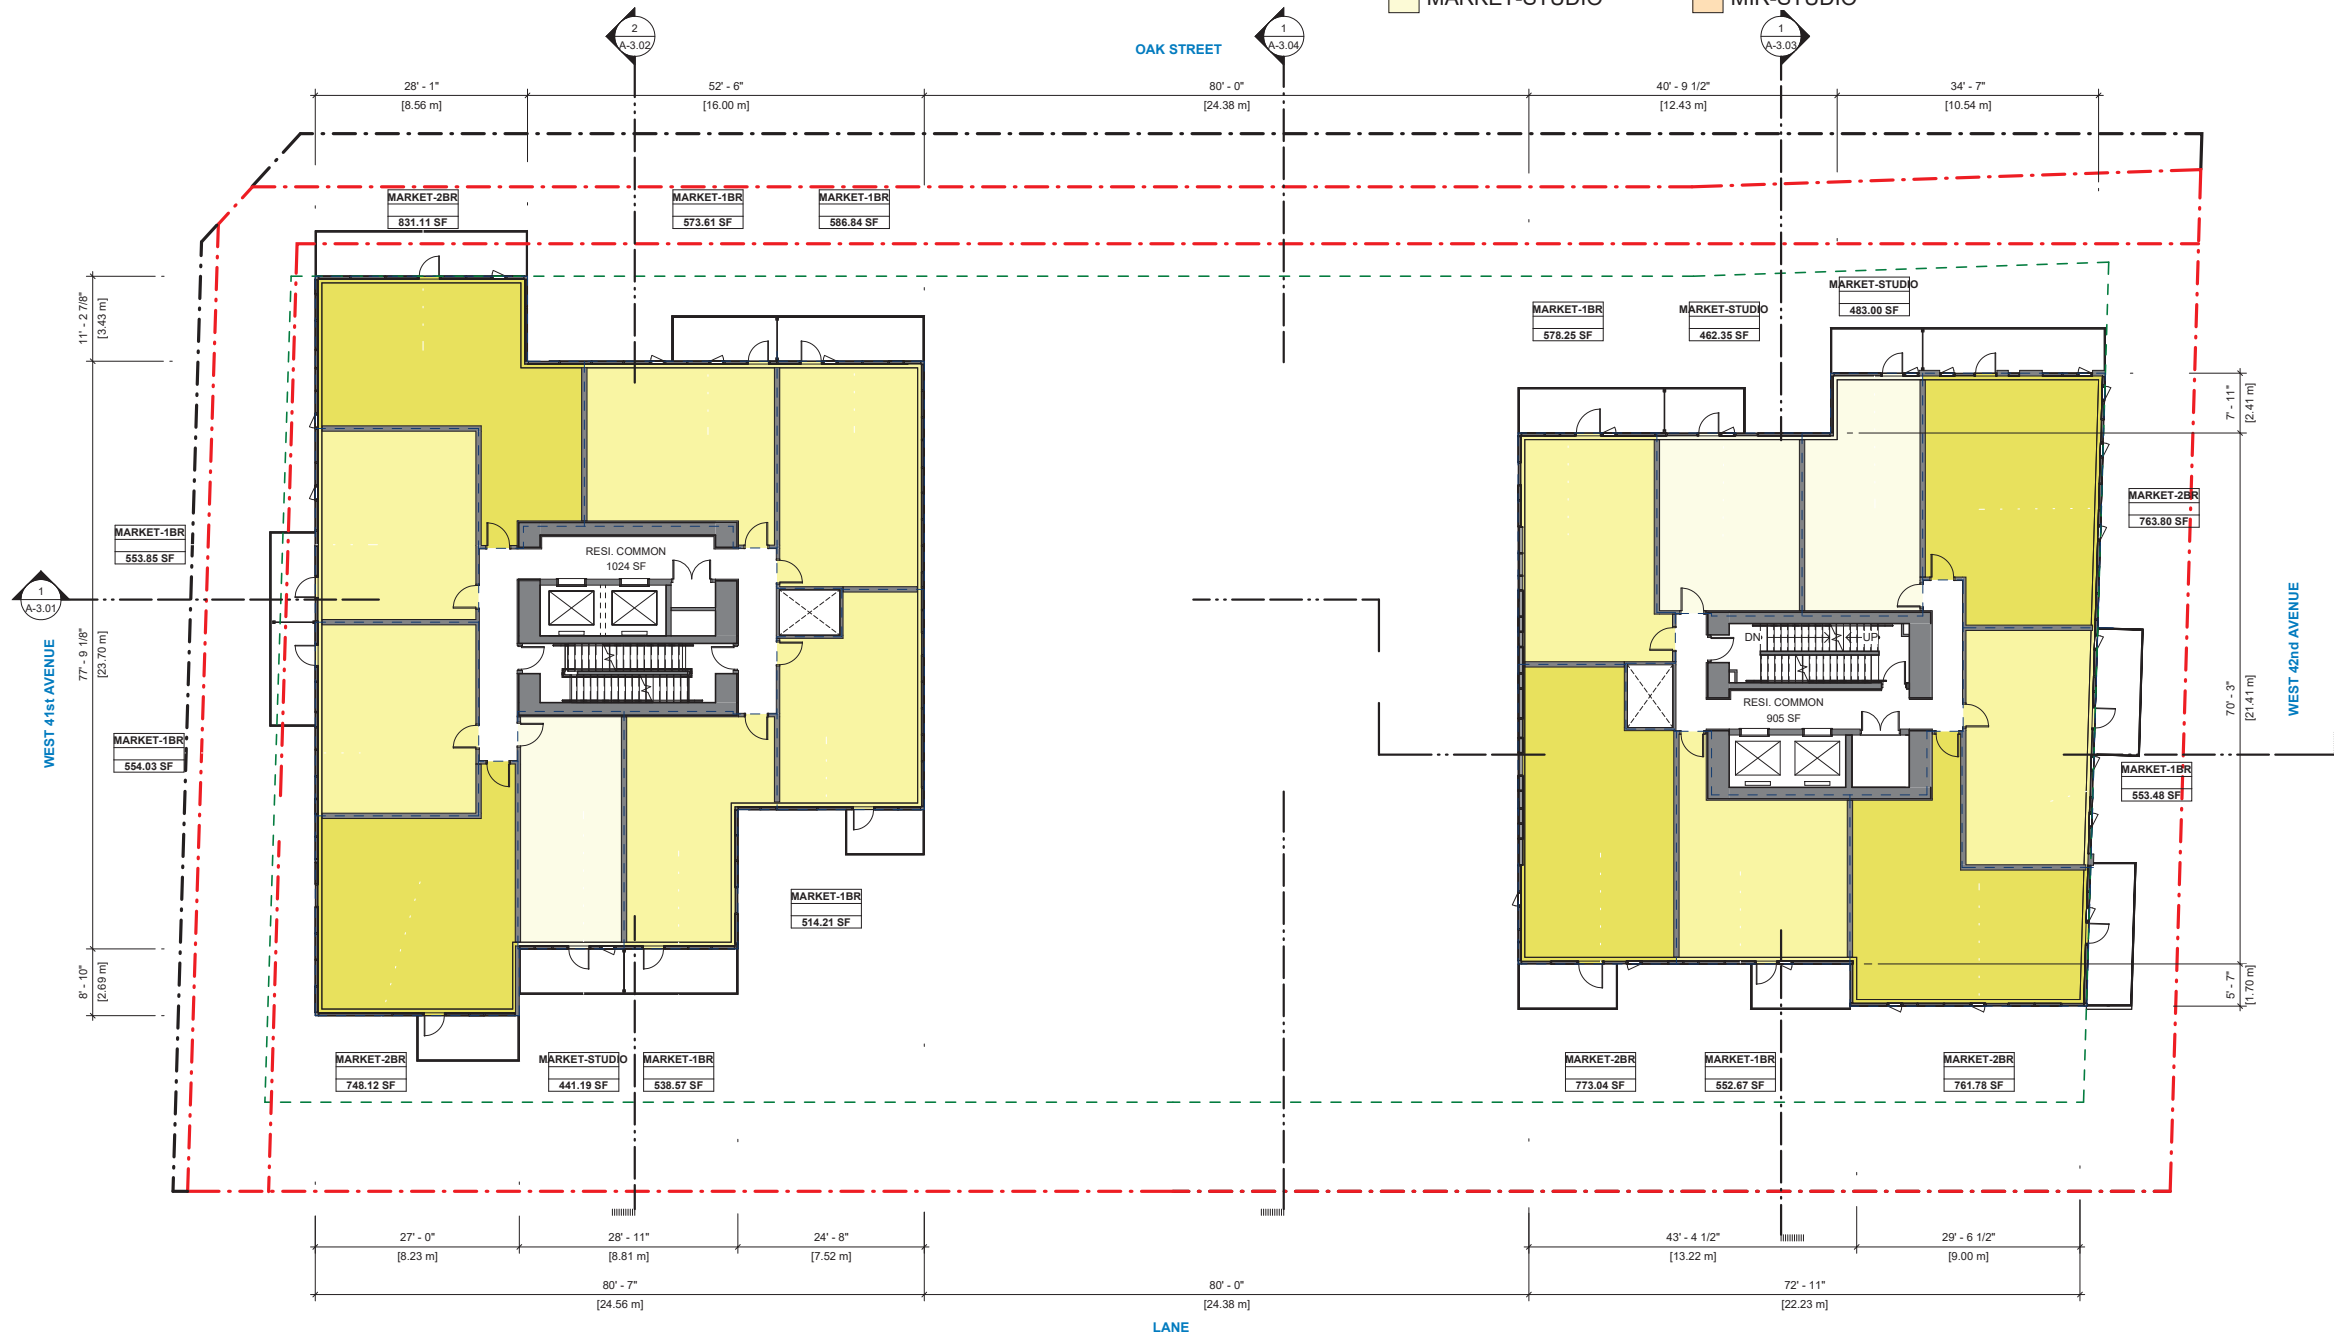 MARKET-STUDIO
MIR-STUDIO
2
A-3.02
1
A-3.04
1
A-3.03
OAK STREET
28' - 1"
[8.56 m]
52' - 6"
[16.00 m]
80' - 0"
[24.38 m]
40' - 9 1/2"
[12.43 m]
34' - 7"
[10.54 m]
MARKET-2BR
831.11 SF
MARKET-1BR
573.61 SF
MARKET-1BR
586.84 SF
MARKET-1BR
578.25 SF
MARKET-STUDIO
462.35 SF
MARKET-STUDIO
483.00 SF
11' - 2 7/8"
[3.43 m]
7' - 11"
[2.41 m]
MARKET-2BR
763.80 SF
MARKET-1BR
553.85 SF
RESI. COMMON
1024 SF
1
A-3.01
WEST 41st AVENUE
77' - 9 1/8"
[23.70 m]
DN
UP
RESI. COMMON
905 SF
70' - 3"
[21.41 m]
WEST 42nd AVENUE
MARKET-1BR
554.03 SF
MARKET-1BR
553.48 SF
MARKET-1BR
514.21 SF
8' - 10"
[2.69 m]
5' - 7"
[1.70 m]
MARKET-2BR
748.12 SF
MARKET-STUDIO
441.19 SF
MARKET-1BR
538.57 SF
MARKET-2BR
773.04 SF
MARKET-1BR
552.67 SF
MARKET-2BR
761.78 SF
27' - 0"
[8.23 m]
28' - 11"
[8.81 m]
24' - 8"
[7.52 m]
43' - 4 1/2"
[13.22 m]
29' - 6 1/2"
[9.00 m]
80' - 7"
[24.56 m]
80' - 0"
[24.38 m]
72' - 11"
[22.23 m]
LANE